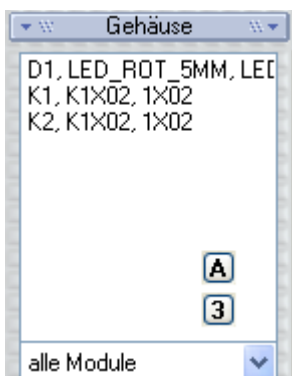 Gehäuse
D1, LED_ROT_5MM, LED
K1, K1X02, 1X02
K2, K1X02, 1X02
A
3
alle Module